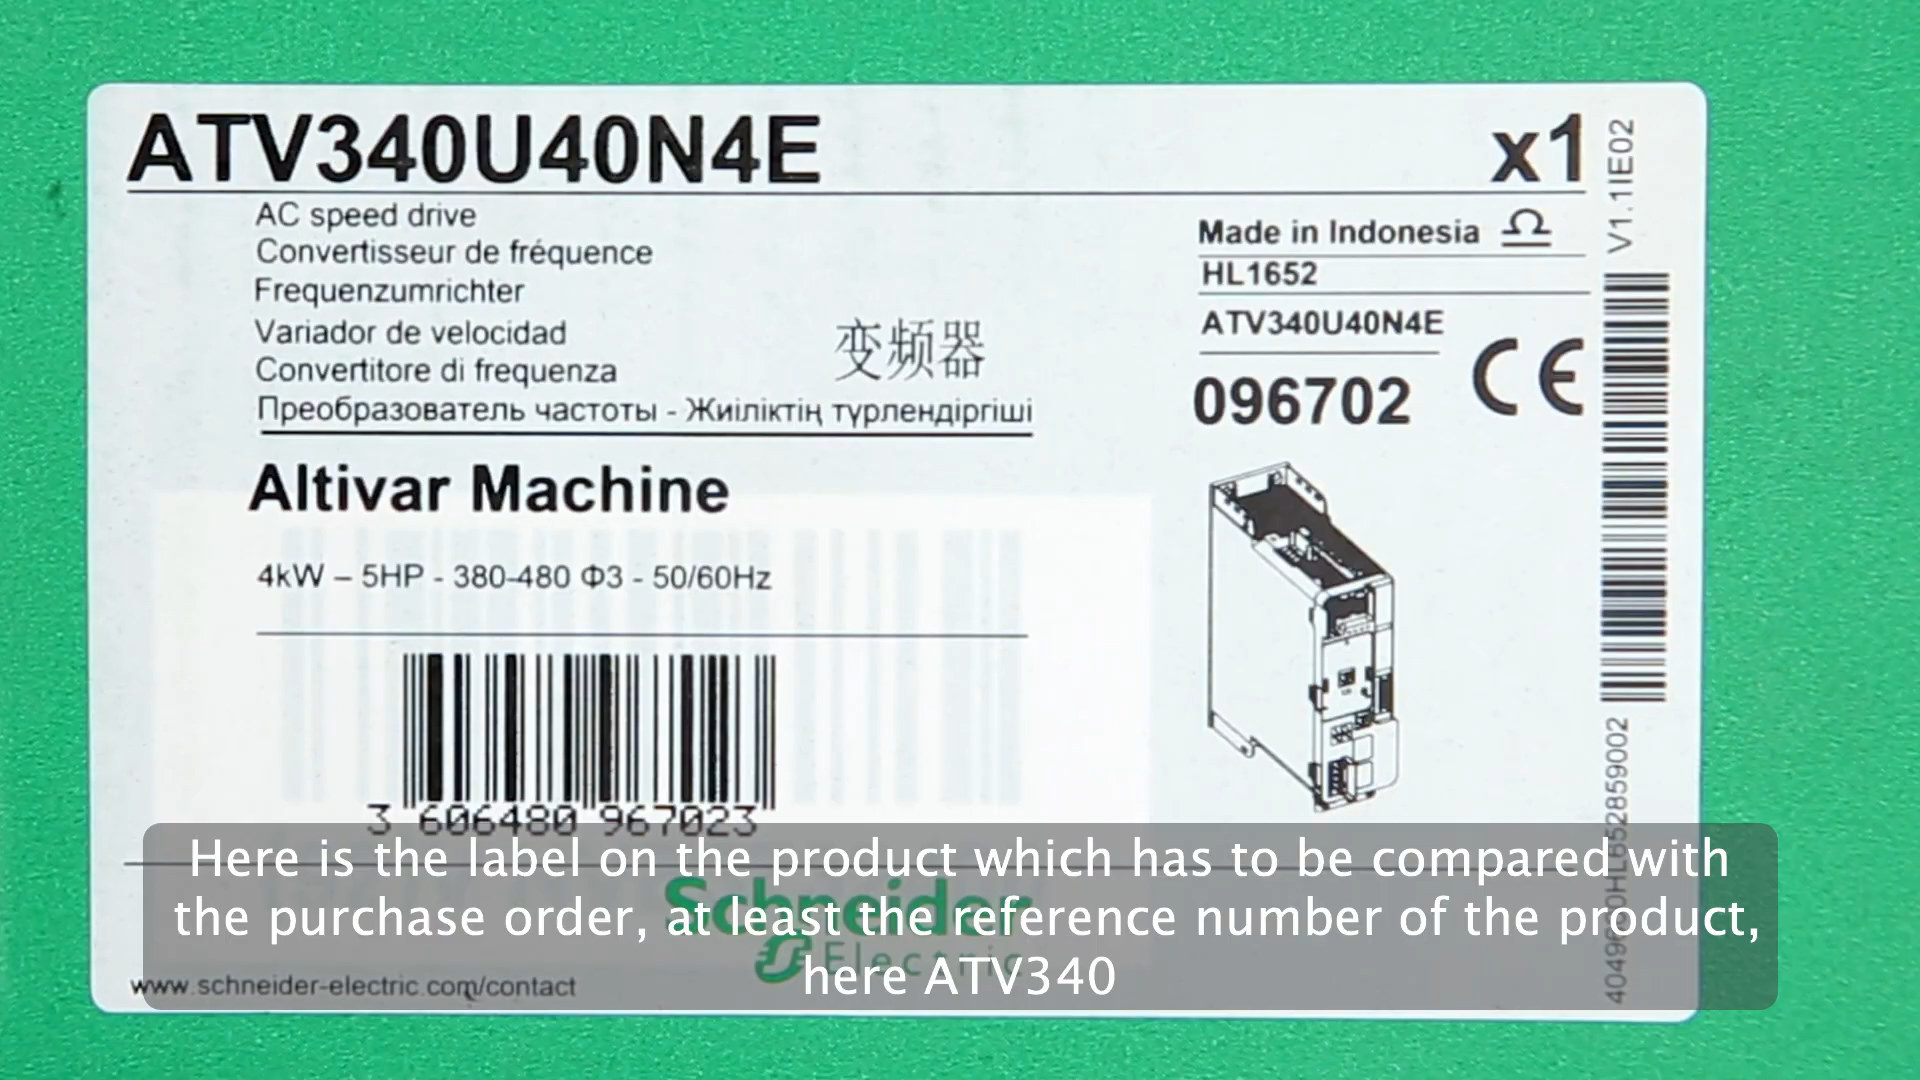 ATV340U40N4E
x1
AC speed drive
Convertisseur de fréquence
Frequenzumrichter
Variador de velocidad
Convertitore di frequenza
Преобразователь частоты - Жиіліктің түрлендіргіші
变频器
Made in Indonesia
HL1652
ATV340U40N4E
096702
CE
V1.1IE02
Altivar Machine
4kW – 5HP - 380-480 Φ3 - 50/60Hz
3 606480 967023
Schneider
Electric
www.schneider-electric.com/contact
Here is the label on the product which has to be compared with
the purchase order, at least the reference number of the product,
here ATV340